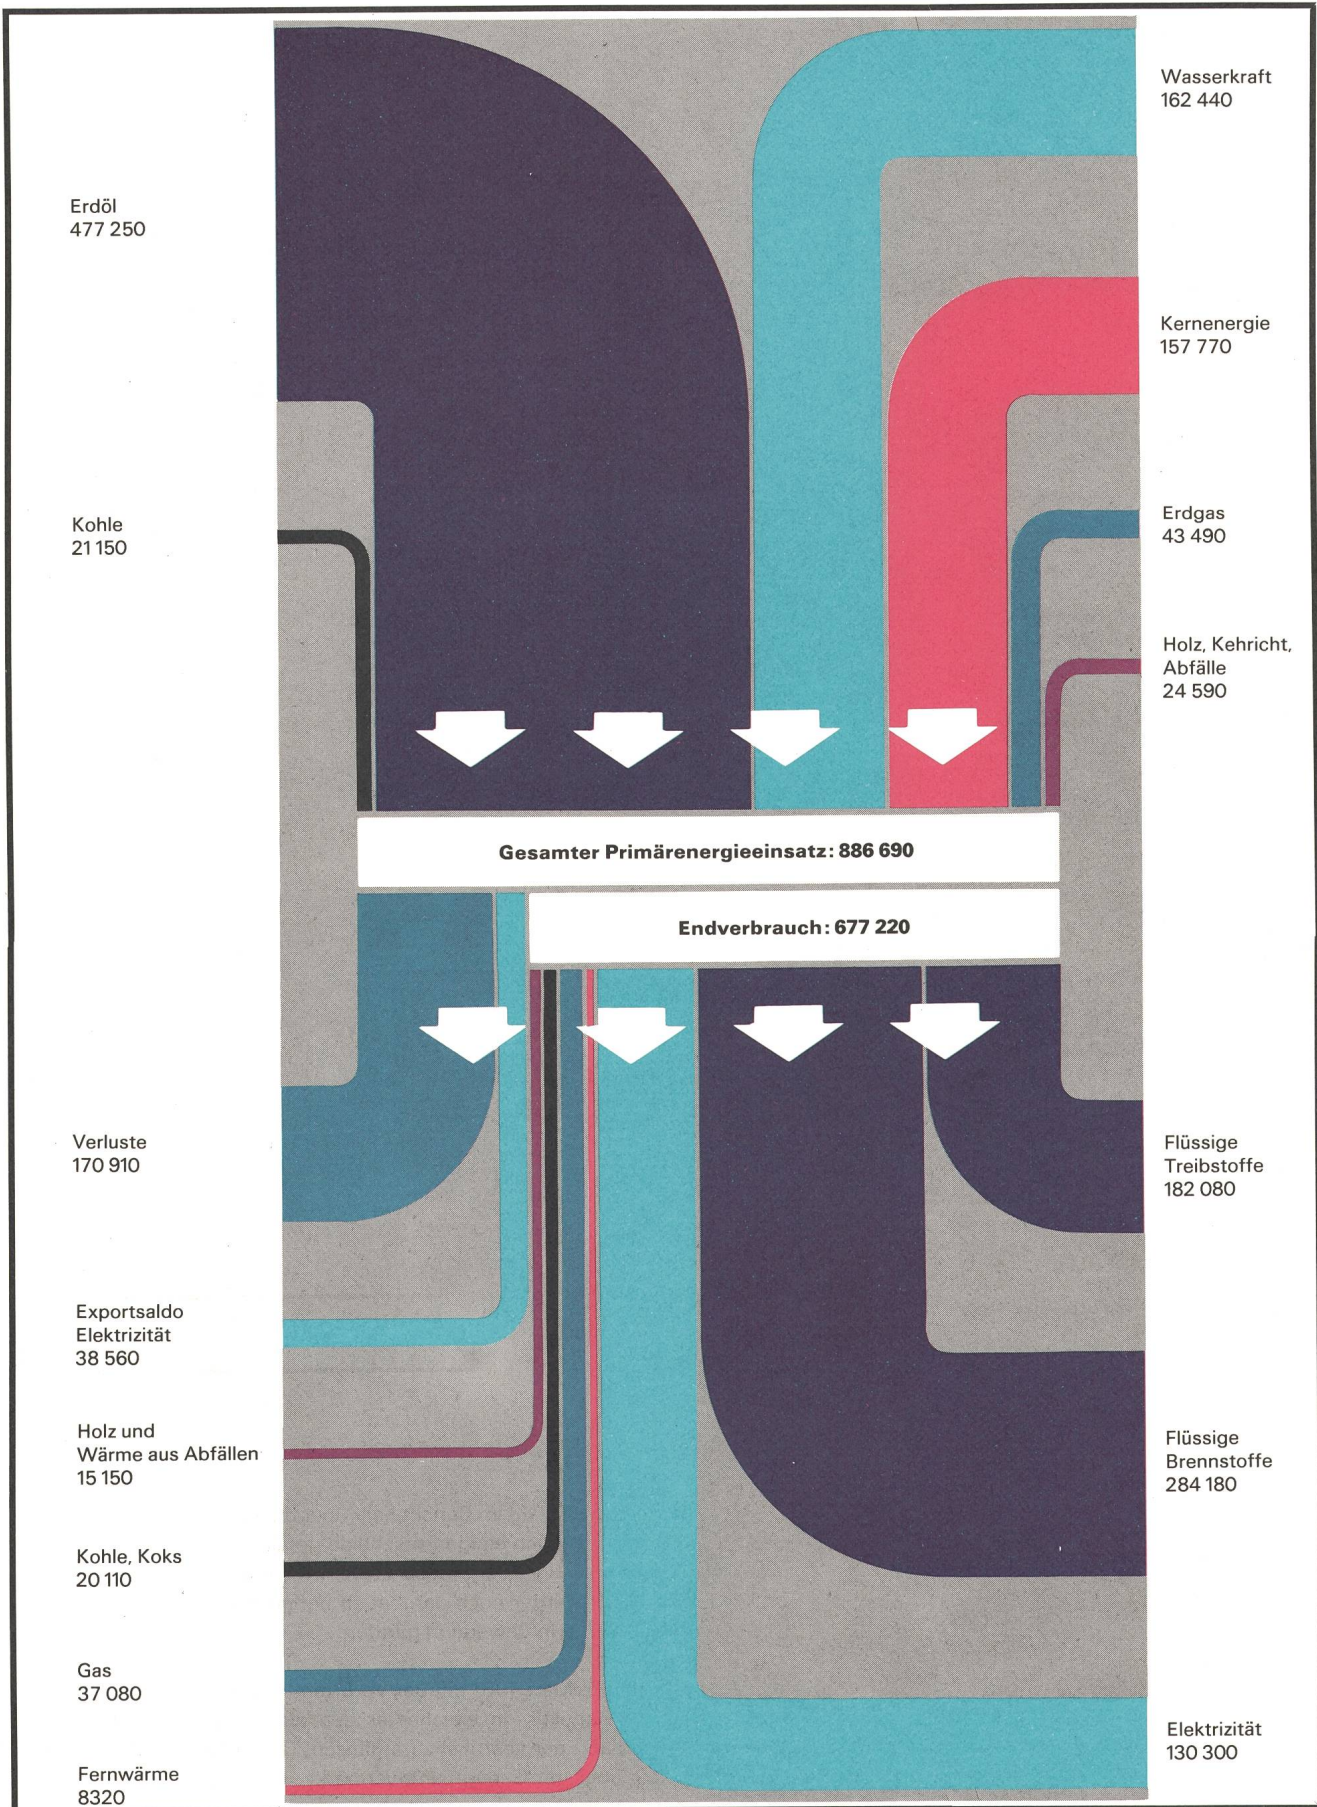 Erdöl
477 250
Kohle
21 150
Wasserkraft
162 440
Kernenergie
157 770
Erdgas
43 490
Holz, Kehricht,
Abfälle
24 590
Gesamter Primärenergieeinsatz: 886 690
Endverbrauch: 677 220
Verluste
170 910
Exportsaldo
Elektrizität
38 560
Holz und
Wärme aus Abfällen
15 150
Kohle, Koks
20 110
Gas
37 080
Fernwärme
8320
Flüssige
Treibstoffe
182 080
Flüssige
Brennstoffe
284 180
Elektrizität
130 300